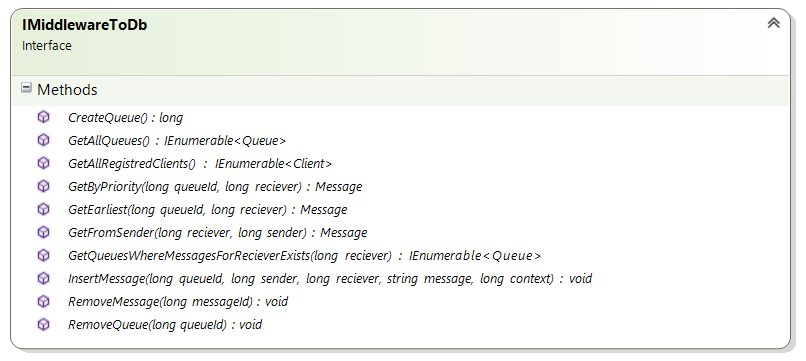 IMiddlewareToDb
Interface
Methods
CreateQueue() : long
GetAllQueues() : IEnumerable<Queue>
GetAllRegistredClients() : IEnumerable<Client>
GetByPriority(long queueId, long reciever) : Message
GetEarliest(long queueId, long reciever) : Message
GetFromSender(long reciever, long sender) : Message
GetQueuesWhereMessagesForRecieverExists(long reciever) : IEnumerable<Queue>
InsertMessage(long queueId, long sender, long reciever, string message, long context) : void
RemoveMessage(long messageId) : void
RemoveQueue(long queueId) : void